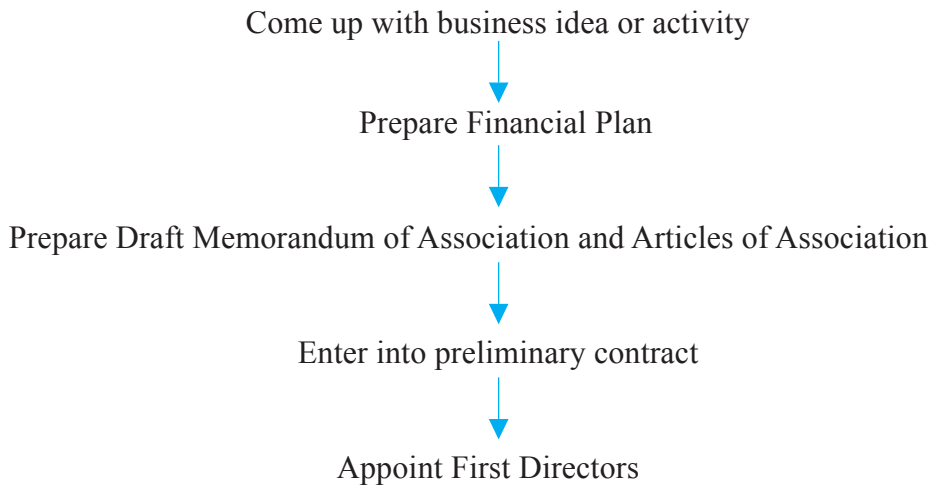 Come up with business idea or activity
Prepare Financial Plan
Prepare Draft Memorandum of Association and Articles of Association
Enter into preliminary contract
Appoint First Directors